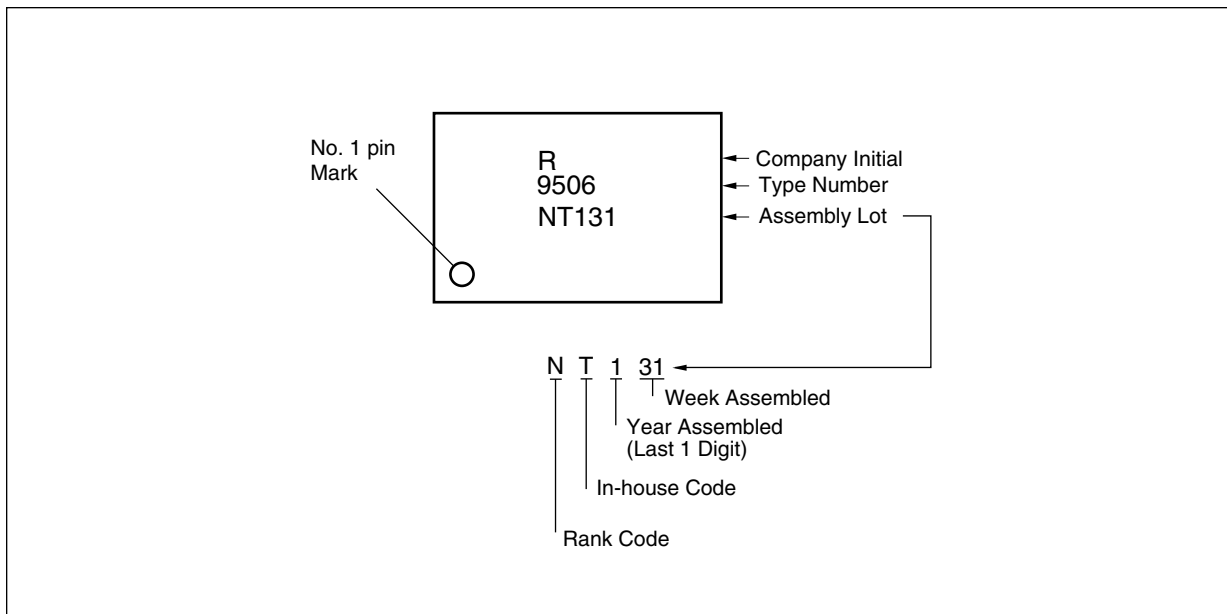 No. 1 pin
Mark
R
9506
NT131
Company Initial
Type Number
Assembly Lot
N T 1 31
Week Assembled
Year Assembled
(Last 1 Digit)
In-house Code
Rank Code